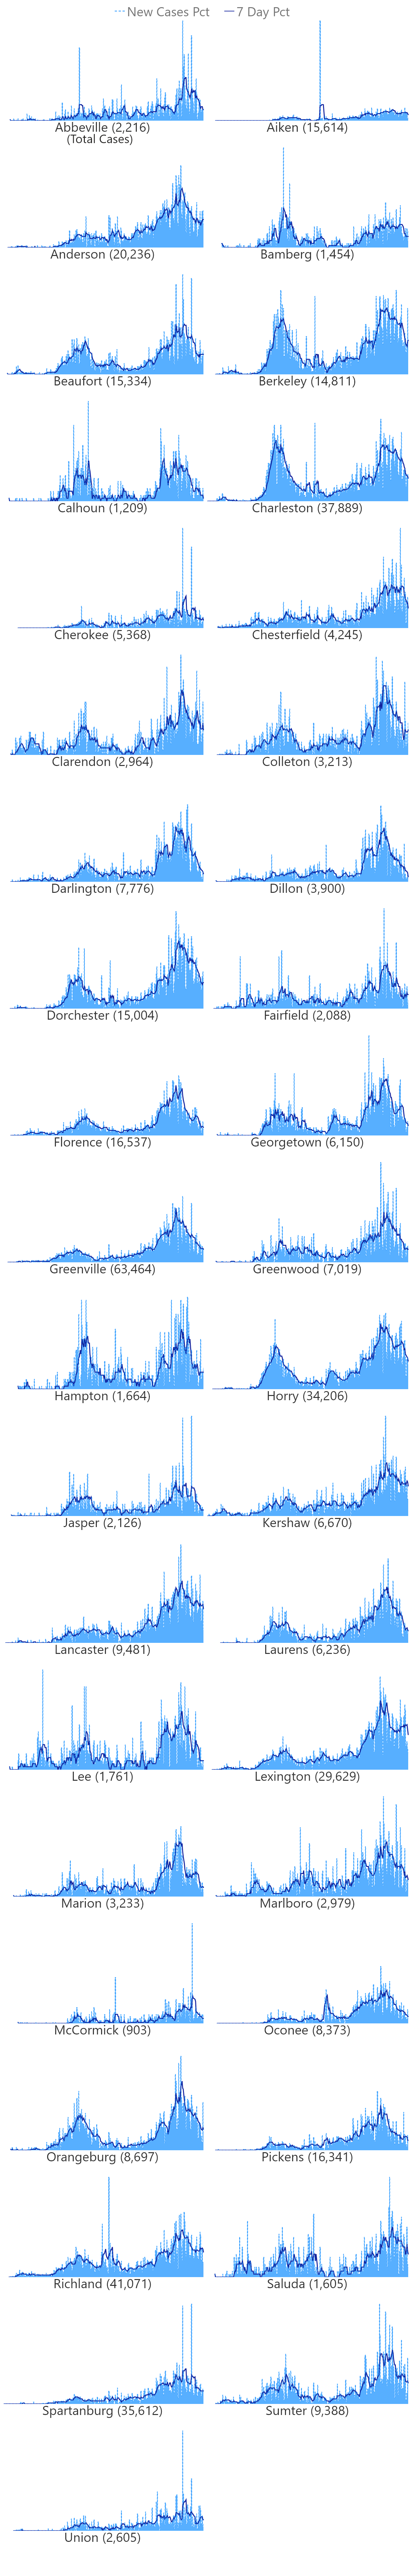 New Cases Pct 7 Day Pct
Abbeville (2,216) Aiken (15,614)
(Total Cases)
Anderson (20,236) Bamberg (1,454)
Beaufort (15,334) Berkeley (14,811)
Calhoun (1,209) Charleston (37,889)
Cherokee (5,368) Chesterfield (4,245)
Clarendon (2,964) Colleton (3,213)
Darlington (7,776) Dillon (3,900)
Dorchester (15,004) Fairfield (2,088)
Florence (16,537) Georgetown (6,150)
Greenville (63,464) Greenwood (7,019)
Hampton (1,664) Horry (34,206)
Jasper (2,126) Kershaw (6,670)
Lancaster (9,481) Laurens (6,236)
Lee (1,761) Lexington (29,629)
Marion (3,233) Marlboro (2,979)
McCormick (903) Oconee (8,373)
Orangeburg (8,697) Pickens (16,341)
Richland (41,071) Saluda (1,605)
Spartanburg (35,612) Sumter (9,388)
Union (2,605)